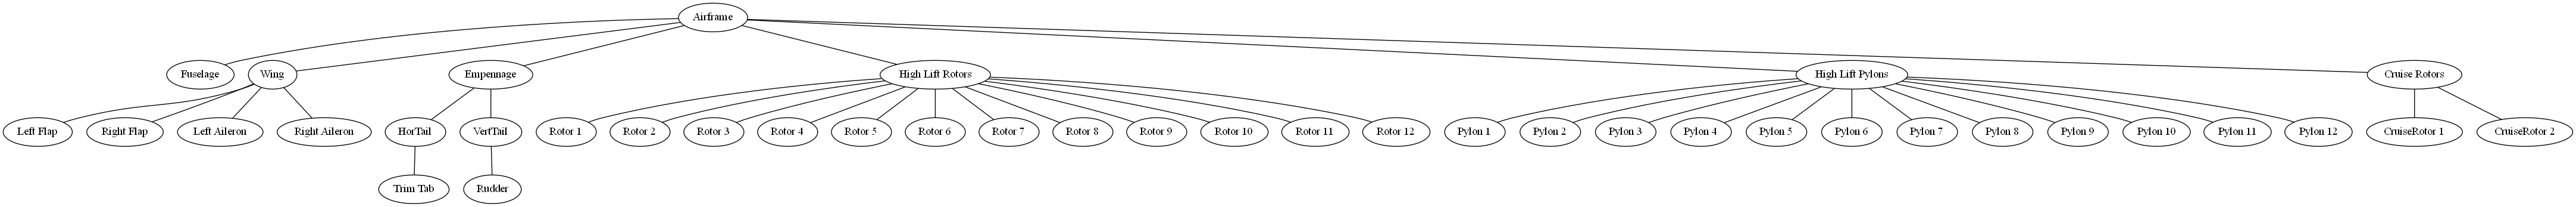 Airframe
Fuselage
Wing
Empennage
High Lift Rotors
High Lift Pylons
Cruise Rotors
Left Flap
Right Flap
Left Aileron
Right Aileron
HorTail
VertTail
Rotor 1
Rotor 2
Rotor 3
Rotor 4
Rotor 5
Rotor 6
Rotor 7
Rotor 8
Rotor 9
Rotor 10
Rotor 11
Rotor 12
Pylon 1
Pylon 2
Pylon 3
Pylon 4
Pylon 5
Pylon 6
Pylon 7
Pylon 8
Pylon 9
Pylon 10
Pylon 11
Pylon 12
CruiseRotor 1
CruiseRotor 2
Trim Tab
Rudder